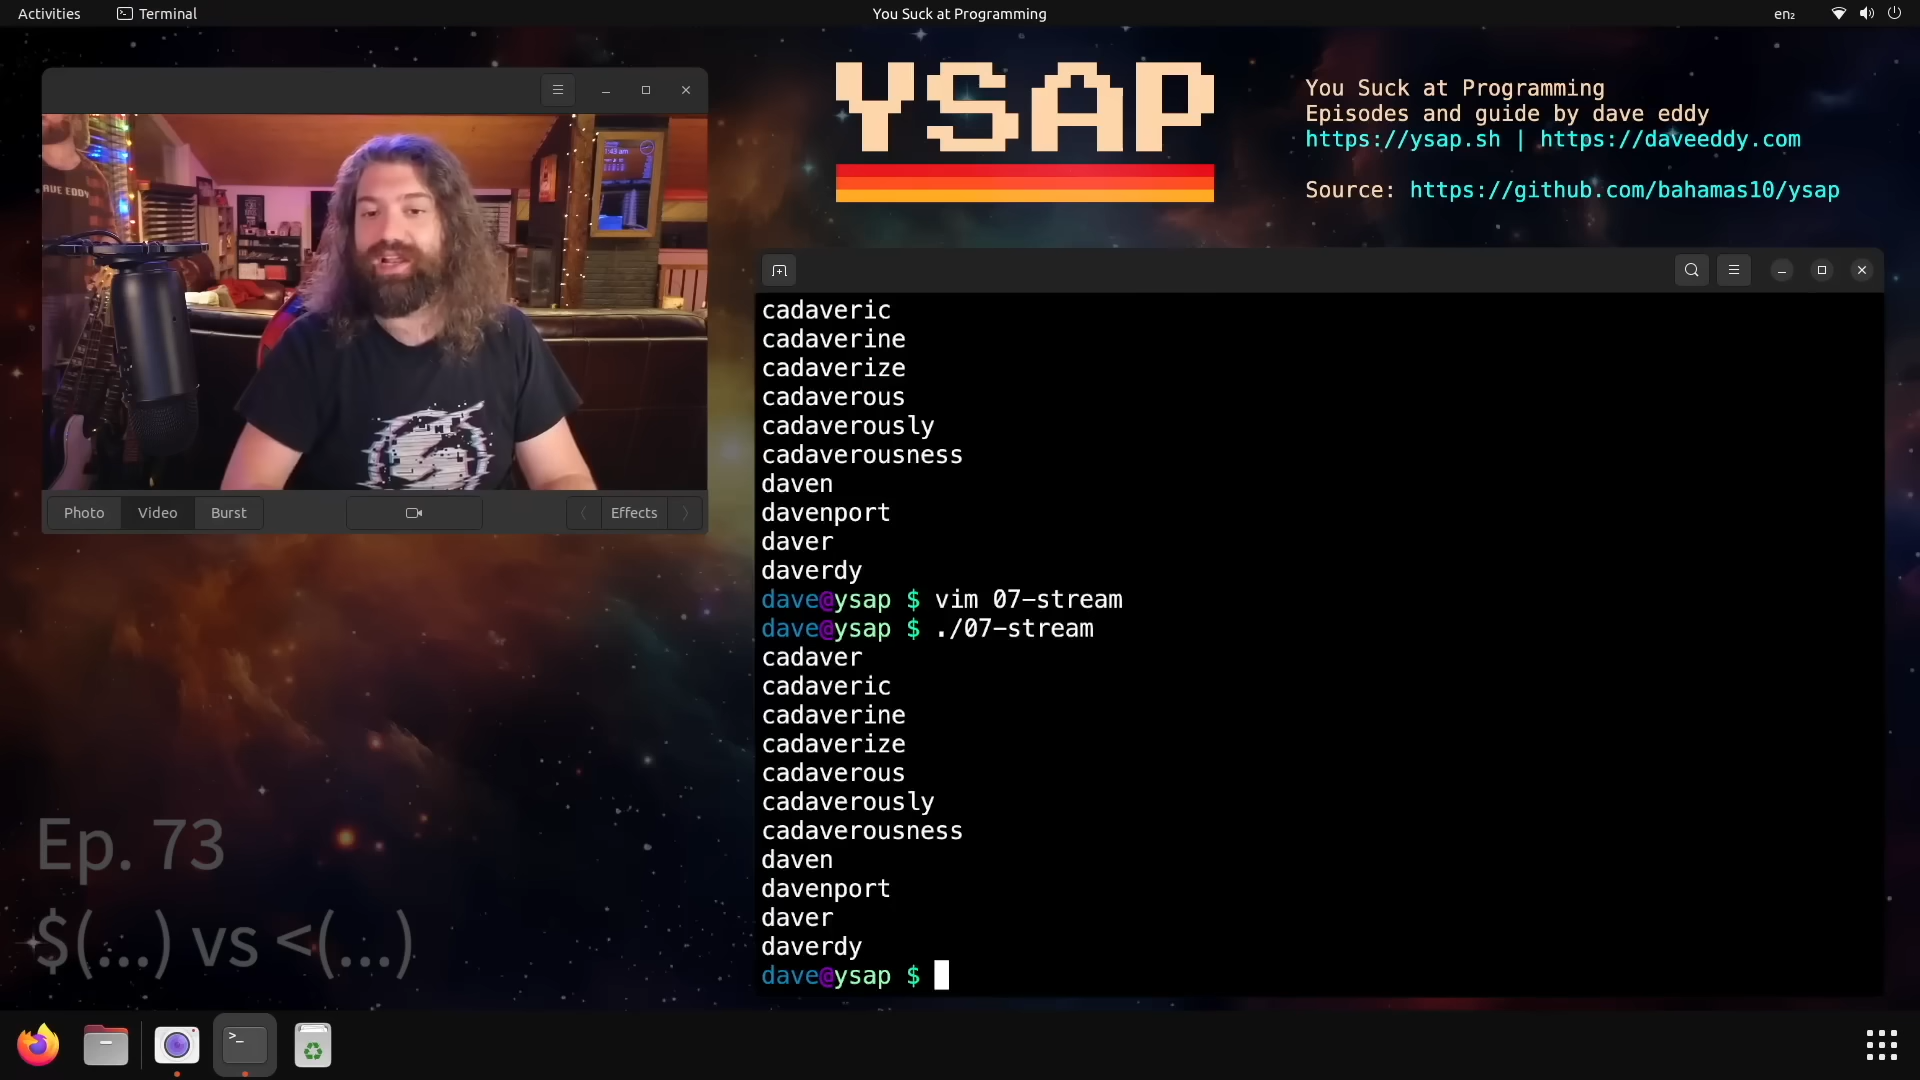 Activities
Terminal
You Suck at Programming
en₂
YSAP
You Suck at Programming
Episodes and guide by dave eddy
https://ysap.sh | https://daveeddy.com
Source: https://github.com/bahamas10/ysap
AVE EDDY
Photo
Video
Burst
Effects
cadaveric
cadaverine
cadaverize
cadaverous
cadaverously
cadaverousness
daven
davenport
daver
daverdy
dave@ysap $ vim 07-stream
dave@ysap $ ./07-stream
cadaver
cadaveric
cadaverine
cadaverize
cadaverous
cadaverously
cadaverousness
daven
davenport
daver
daverdy
dave@ysap $
Ep. 73
$(...) vs <(...)